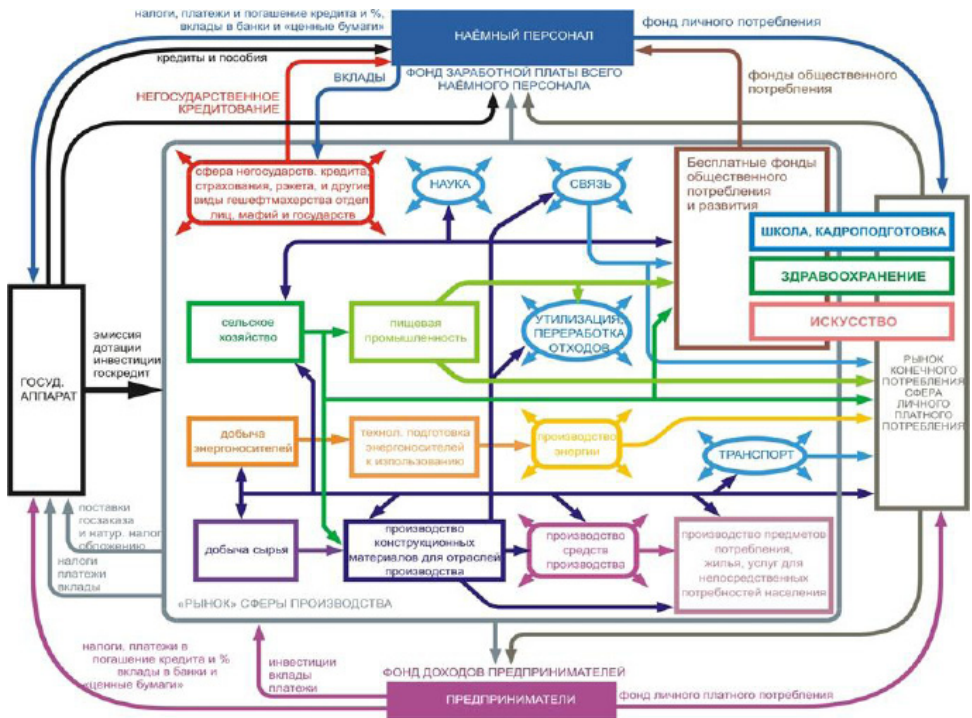 налоги, платежи и погашение кредита и %,
вклады в банки и «ценные бумаги»
кредиты и пособия
НАЁМНЫЙ ПЕРСОНАЛ
фонд личного потребления
ВКЛАДЫ
ФОНД ЗАРАБОТНОЙ ПЛАТЫ ВСЕГО
НАЁМНОГО ПЕРСОНАЛА
фонды общественного
потребления
НЕГОСУДАРСТВЕННОЕ
КРЕДИТОВАНИЕ
сфера негосударств. кредита,
страхования, рэкета, и другие
виды гешефтмахерства отдел.
лиц, мафий и государств
НАУКА
СВЯЗЬ
Бесплатные фонды
общественного
потребления
и развития
ШКОЛА, КАДРОПОДГОТОВКА
ЗДРАВООХРАНЕНИЕ
ИСКУССТВО
сельское
хозяйство
пищевая
промышленность
УТИЛИЗАЦИЯ,
ПЕРЕРАБОТКА
ОТХОДОВ
эмиссия
дотации
инвестиции
госкредит
ГОСУД.
АППАРАТ
РЫНОК
КОНЕЧНОГО
ПОТРЕБЛЕНИЯ
СФЕРА
ЛИЧНОГО
ПЛАТНОГО
ПОТРЕБЛЕНИЯ
добыча
энергоносителей
технол. подготовка
энергоносителей
к изпользованию
производство
энергии
ТРАНСПОРТ
поставки
госзаказа
и натур. налог
обложению
налоги
платежи
вклады
добыча сырья
производство
конструкционных
материалов для отраслей
производства
производство
средств
производства
производство предметов
потребления,
жилья, услуг для
непосредственных
потребностей населения
«РЫНОК» СФЕРЫ ПРОИЗВОДСТВА
налоги, платежи в
погашение кредита и %
вклады в банки и
«ценные бумаги»
инвестиции
вклады
платежи
ФОНД ДОХОДОВ ПРЕДПРИНИМАТЕЛЕЙ
ПРЕДПРИНИМАТЕЛИ
фонд личного платного потребления